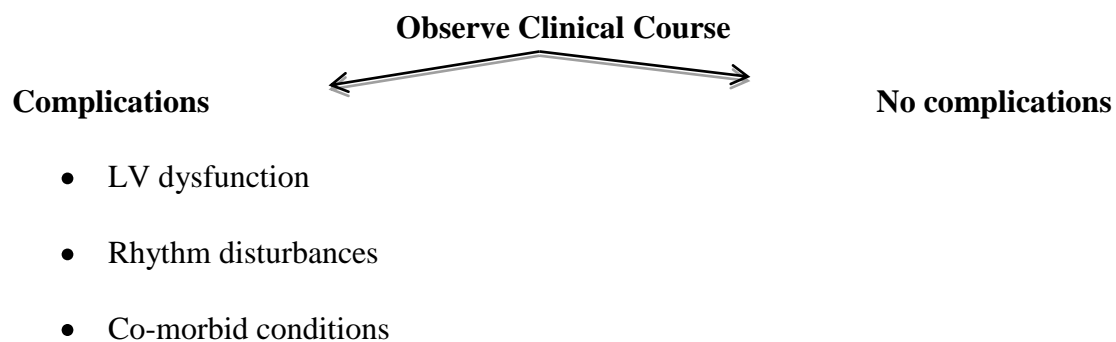 Observe Clinical Course
Complications No complications
• LV dysfunction
• Rhythm disturbances
• Co-morbid conditions